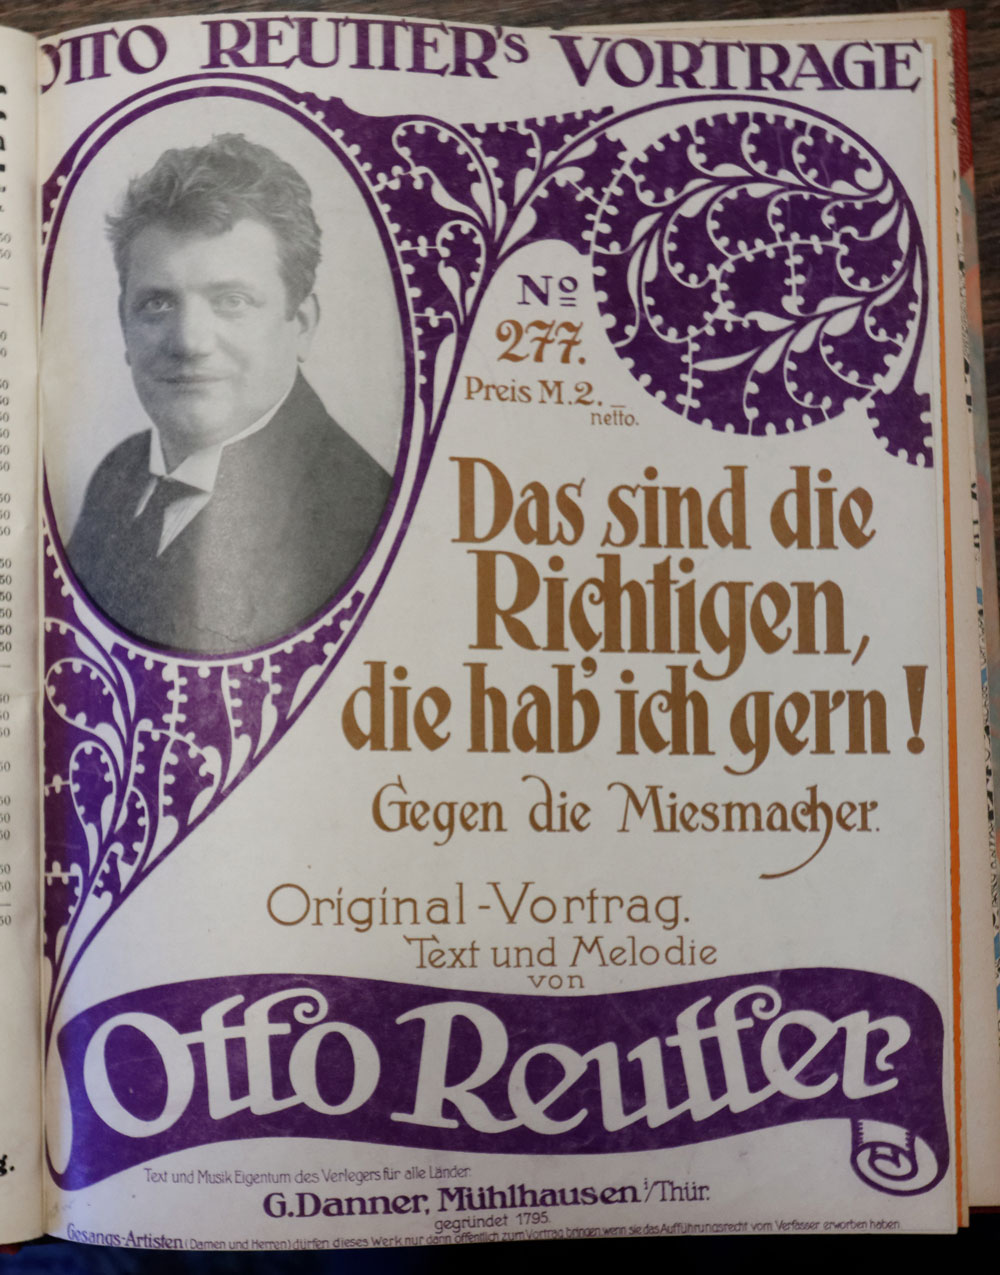 OTTO REUTTER'S VORTRAGE
No
277.
Preis M.2._
netto.
Das sind die
Richtigen,
die hab' ich gern!
Gegen die Miesmacher.
Original-Vortrag.
Text und Melodie
von
Otto Reutter
Text und Musik Eigentum des Verlegers für alle Länder.
G. Danner, Mühlhausen i/Thür.
gegründet 1795.
Gesangs-Artisten (Damen und Herren) dürfen dieses Werk nur dann öffentlich zum Vortrag bringen wenn sie das Aufführungsrecht vom Verfasser erworben haben.